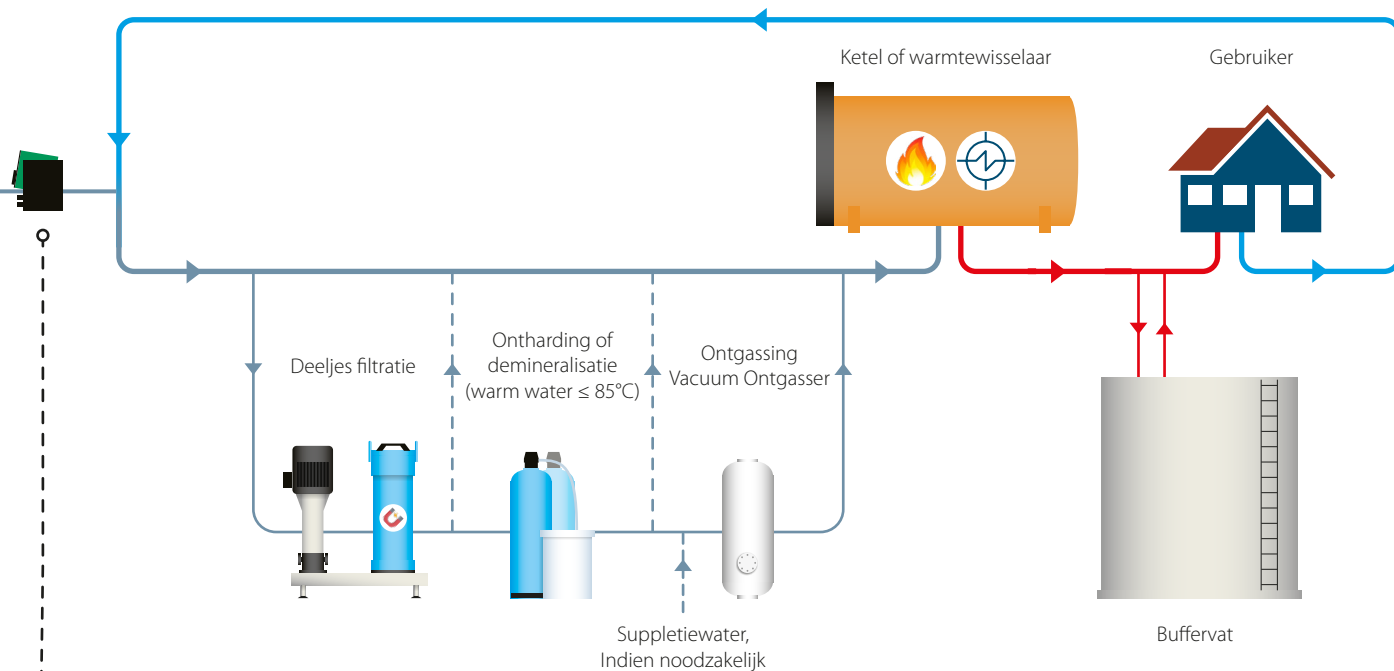 Ketel of warmtewisselaar
Gebruiker
Deeljes filtratie
Ontharding of
demineralisatie
(warm water ≤ 85°C)
Ontgassing
Vacuum Ontgasser
Suppletiewater,
Indien noodzakelijk
Buffervat